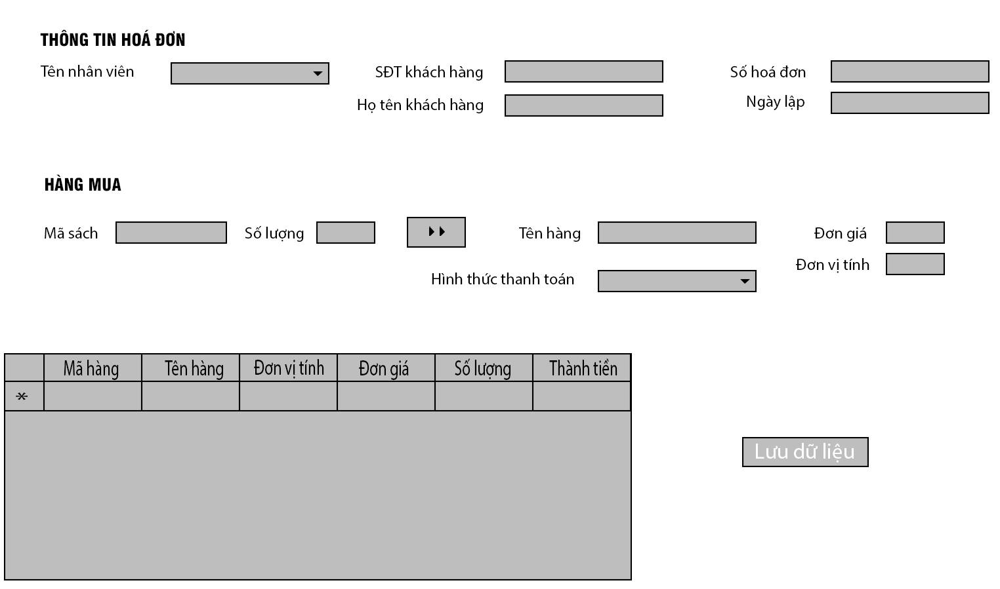 THÔNG TIN HOÁ ĐƠN
Tên nhân viên
SĐT khách hàng
Số hoá đơn
Họ tên khách hàng
Ngày lập
HÀNG MUA
Mã sách
Số lượng
Tên hàng
Đơn giá
Đơn vị tính
Hình thức thanh toán
Mã hàng
Tên hàng
Đơn vị tính
Đơn giá
Số lượng
Thành tiền
*
Lưu dữ liệu